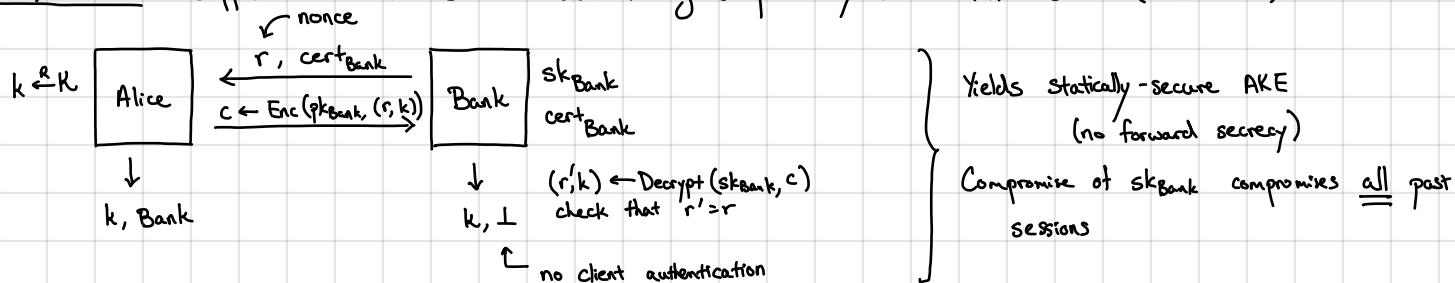 nonce
r, cert_Bank
k ←ᴿ K
Alice
c ← Enc(pk_Bank, (r, k))
Bank
sk_Bank
cert_Bank
k, Bank
k, ⊥
(r', k) ← Decrypt(sk_Bank, c)
check that r' = r
no client authentication
Yields statically-secure AKE
(no forward secrecy)
Compromise of sk_Bank compromises all past
sessions